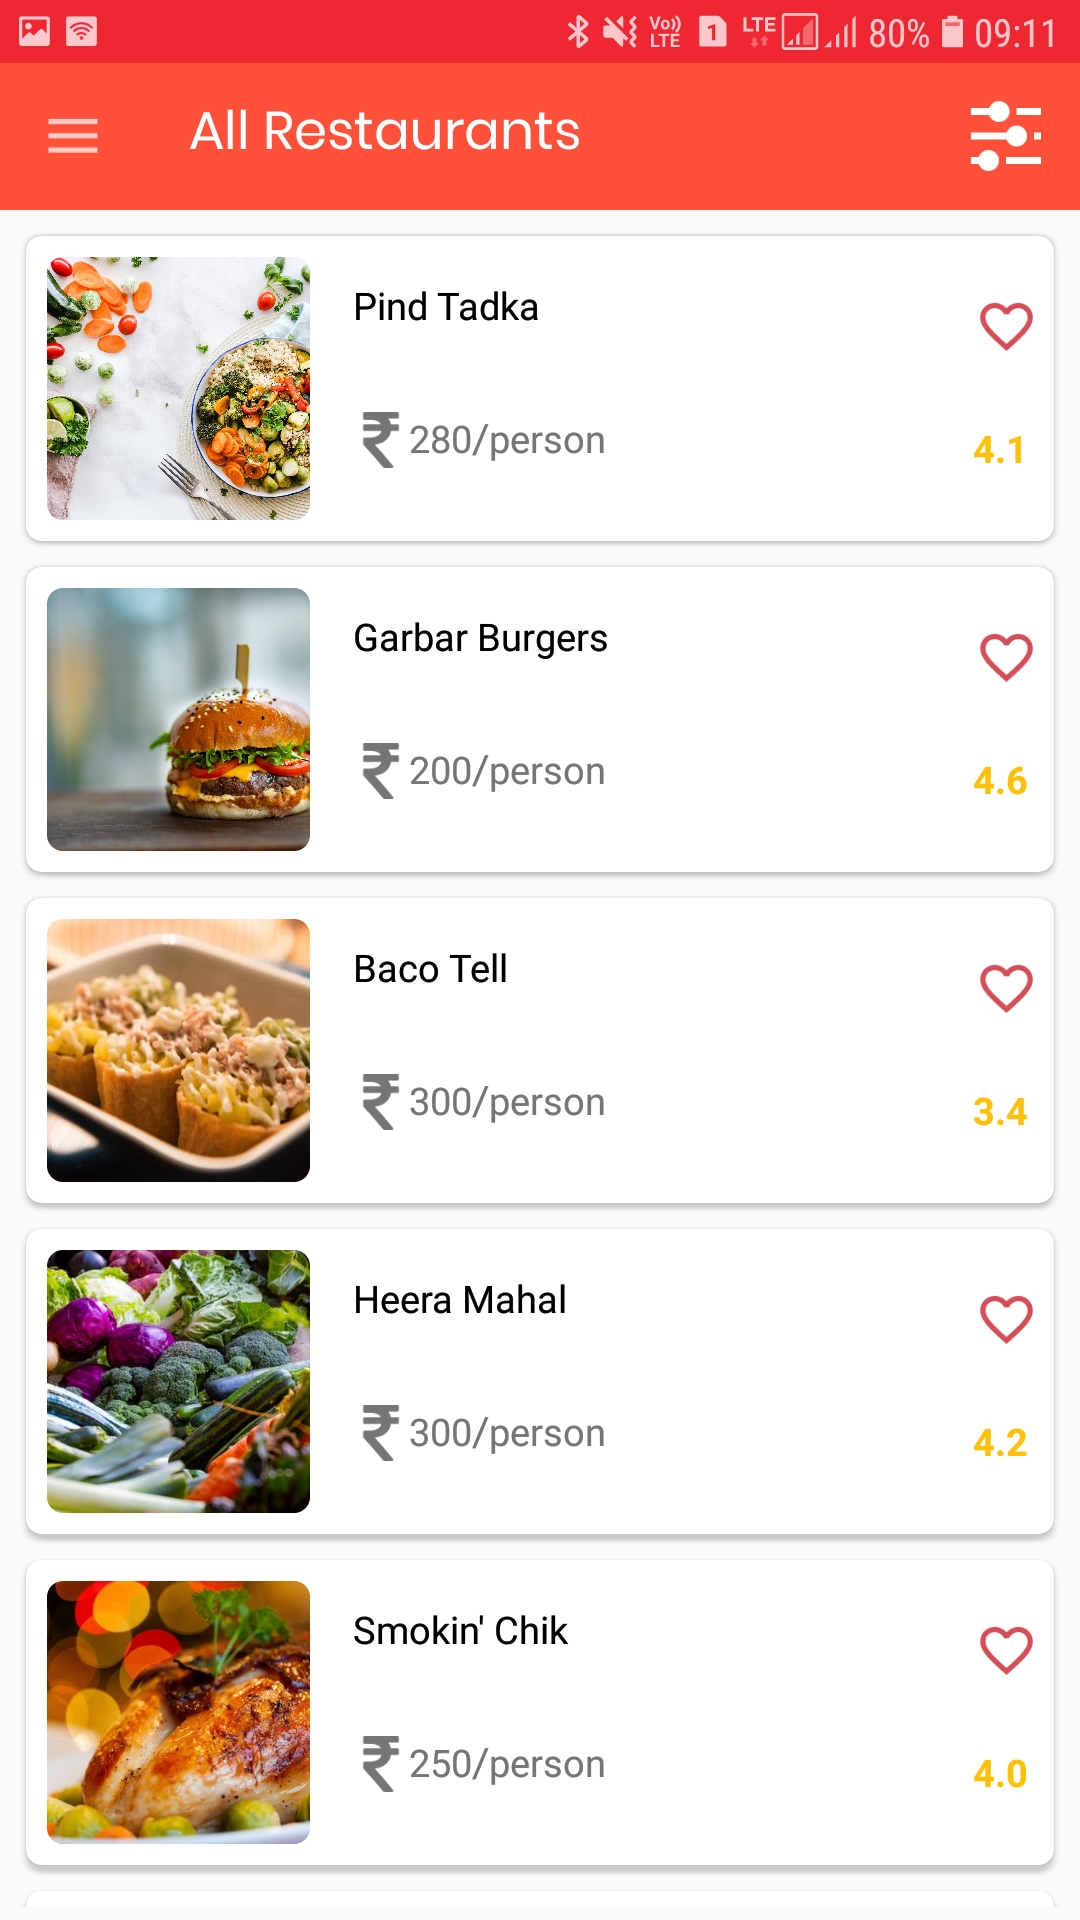 Vo)) LTE 1 LTE 80% 09:11
All Restaurants
Pind Tadka
₹ 280/person
4.1
Garbar Burgers
₹ 200/person
4.6
Baco Tell
₹ 300/person
3.4
Heera Mahal
₹ 300/person
4.2
Smokin' Chik
₹ 250/person
4.0